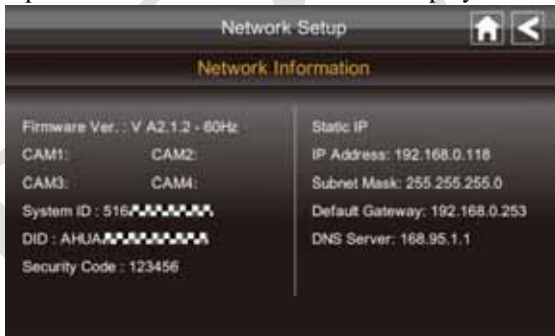 Network Setup
Network Information
Firmware Ver. : V A2.1.2 - 60Hz
CAM1: CAM2:
CAM3: CAM4:
System ID : 516
DID : AHUA
Security Code : 123456
Static IP
IP Address: 192.168.0.118
Subnet Mask: 255.255.255.0
Default Gateway: 192.168.0.253
DNS Server: 168.95.1.1